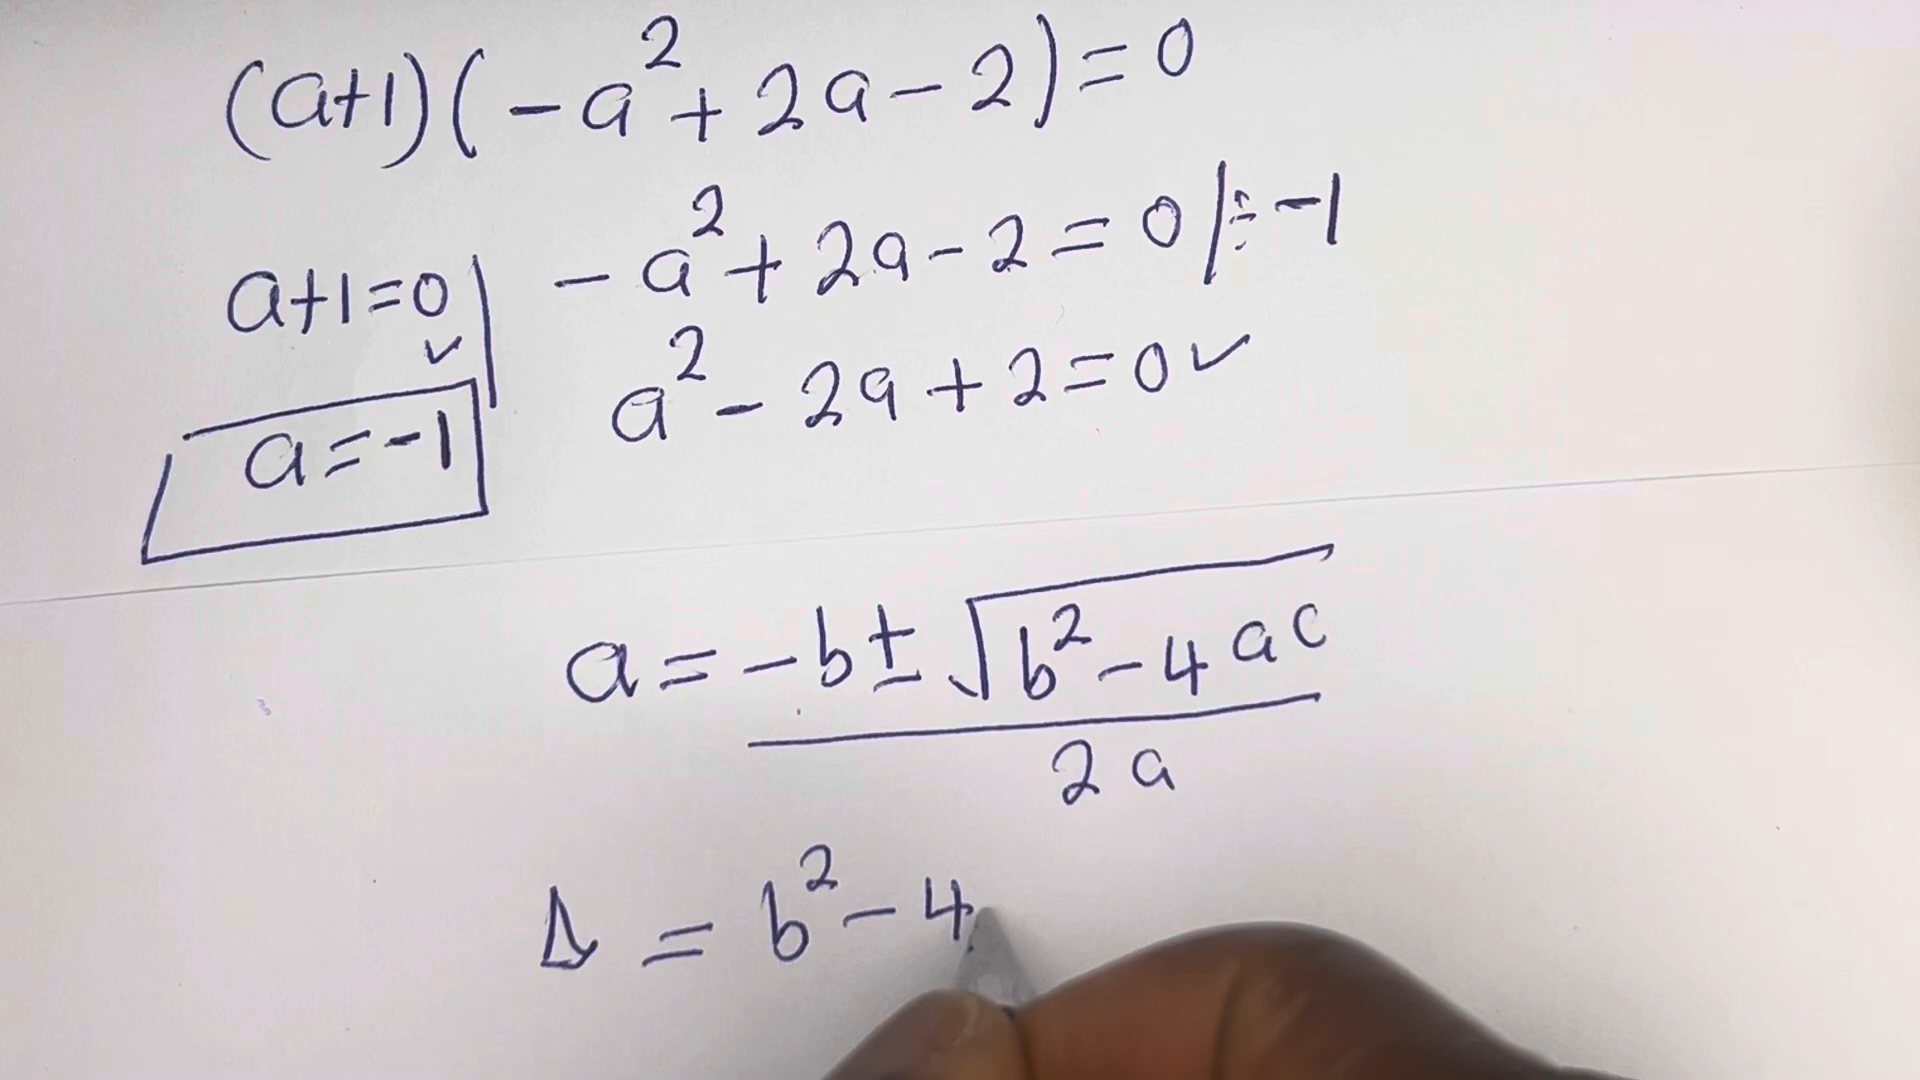 (a+1)(-a²+2a-2)=0
a+1=0 | -a²+2a-2=0 |÷-1
✓ a²-2a+2=0✓
a=-1
a=-b±√b²-4ac
2a
Δ=b²-4